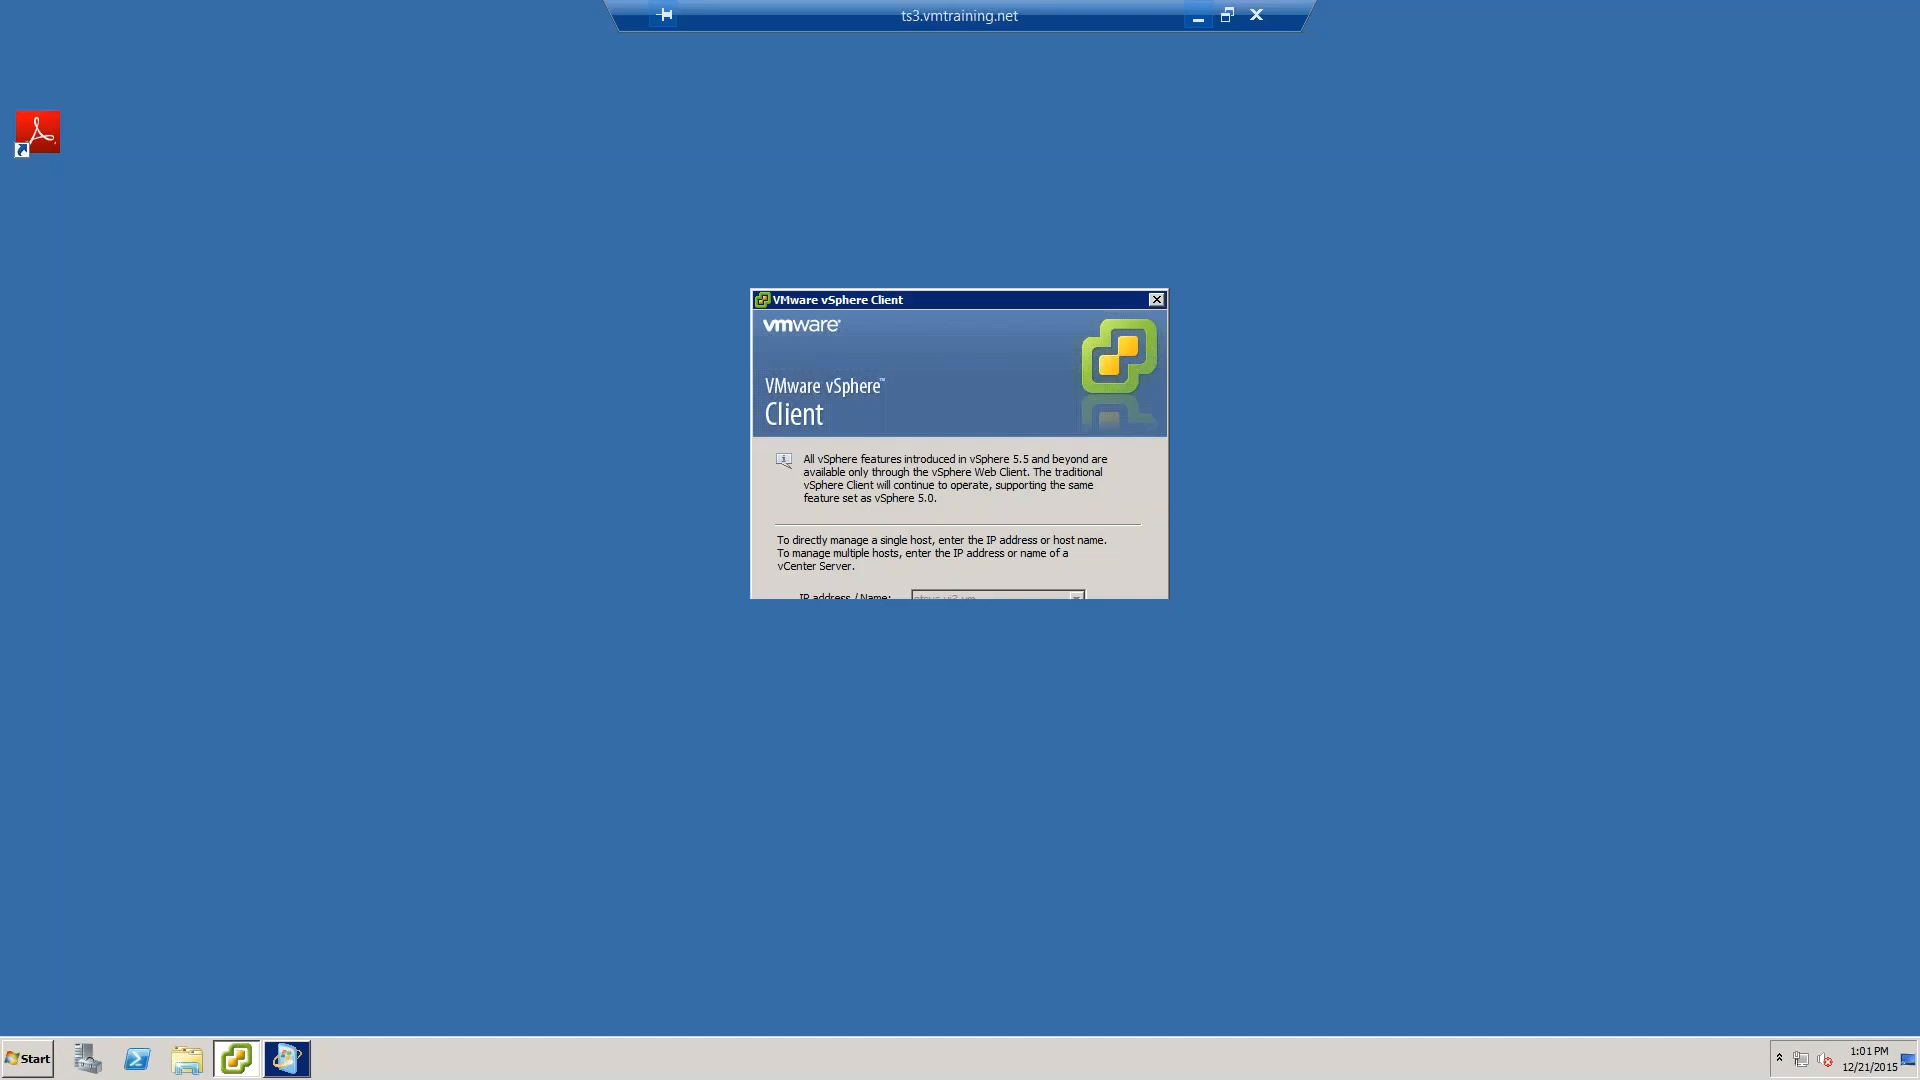 ts3.vmtraining.net
VMware vSphere Client
vmware
VMware vSphere™
Client
All vSphere features introduced in vSphere 5.5 and beyond are
available only through the vSphere Web Client. The traditional
vSphere Client will continue to operate, supporting the same
feature set as vSphere 5.0.
To directly manage a single host, enter the IP address or host name.
To manage multiple hosts, enter the IP address or name of a
vCenter Server.
IP address / Name:
Start
1:01 PM
12/21/2015